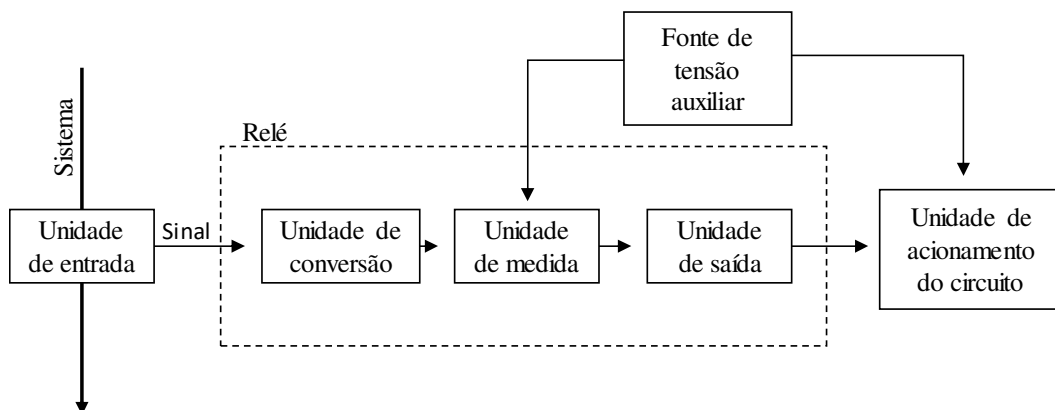 Fonte de
tensão
auxiliar
Relé
Sistema
Unidade
de entrada
Sinal
Unidade de
conversão
Unidade
de medida
Unidade
de saída
Unidade de
acionamento
do circuito